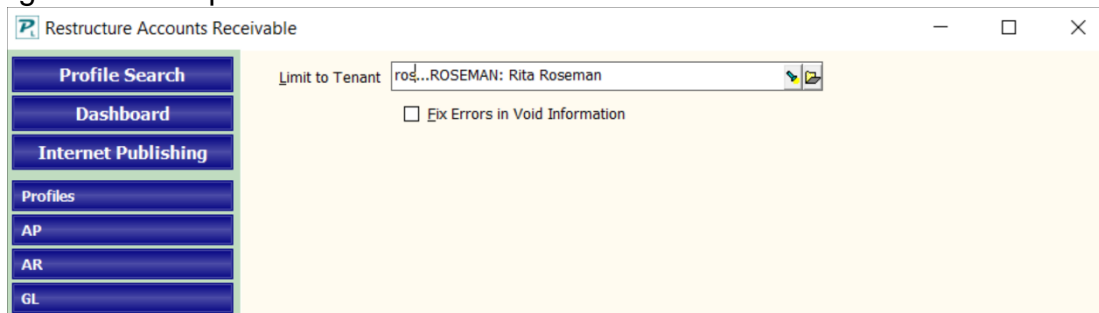 Restructure Accounts Receivable
Profile Search
Dashboard
Internet Publishing
Profiles
AP
AR
GL
Limit to Tenant ros...ROSEMAN: Rita Roseman
Fix Errors in Void Information